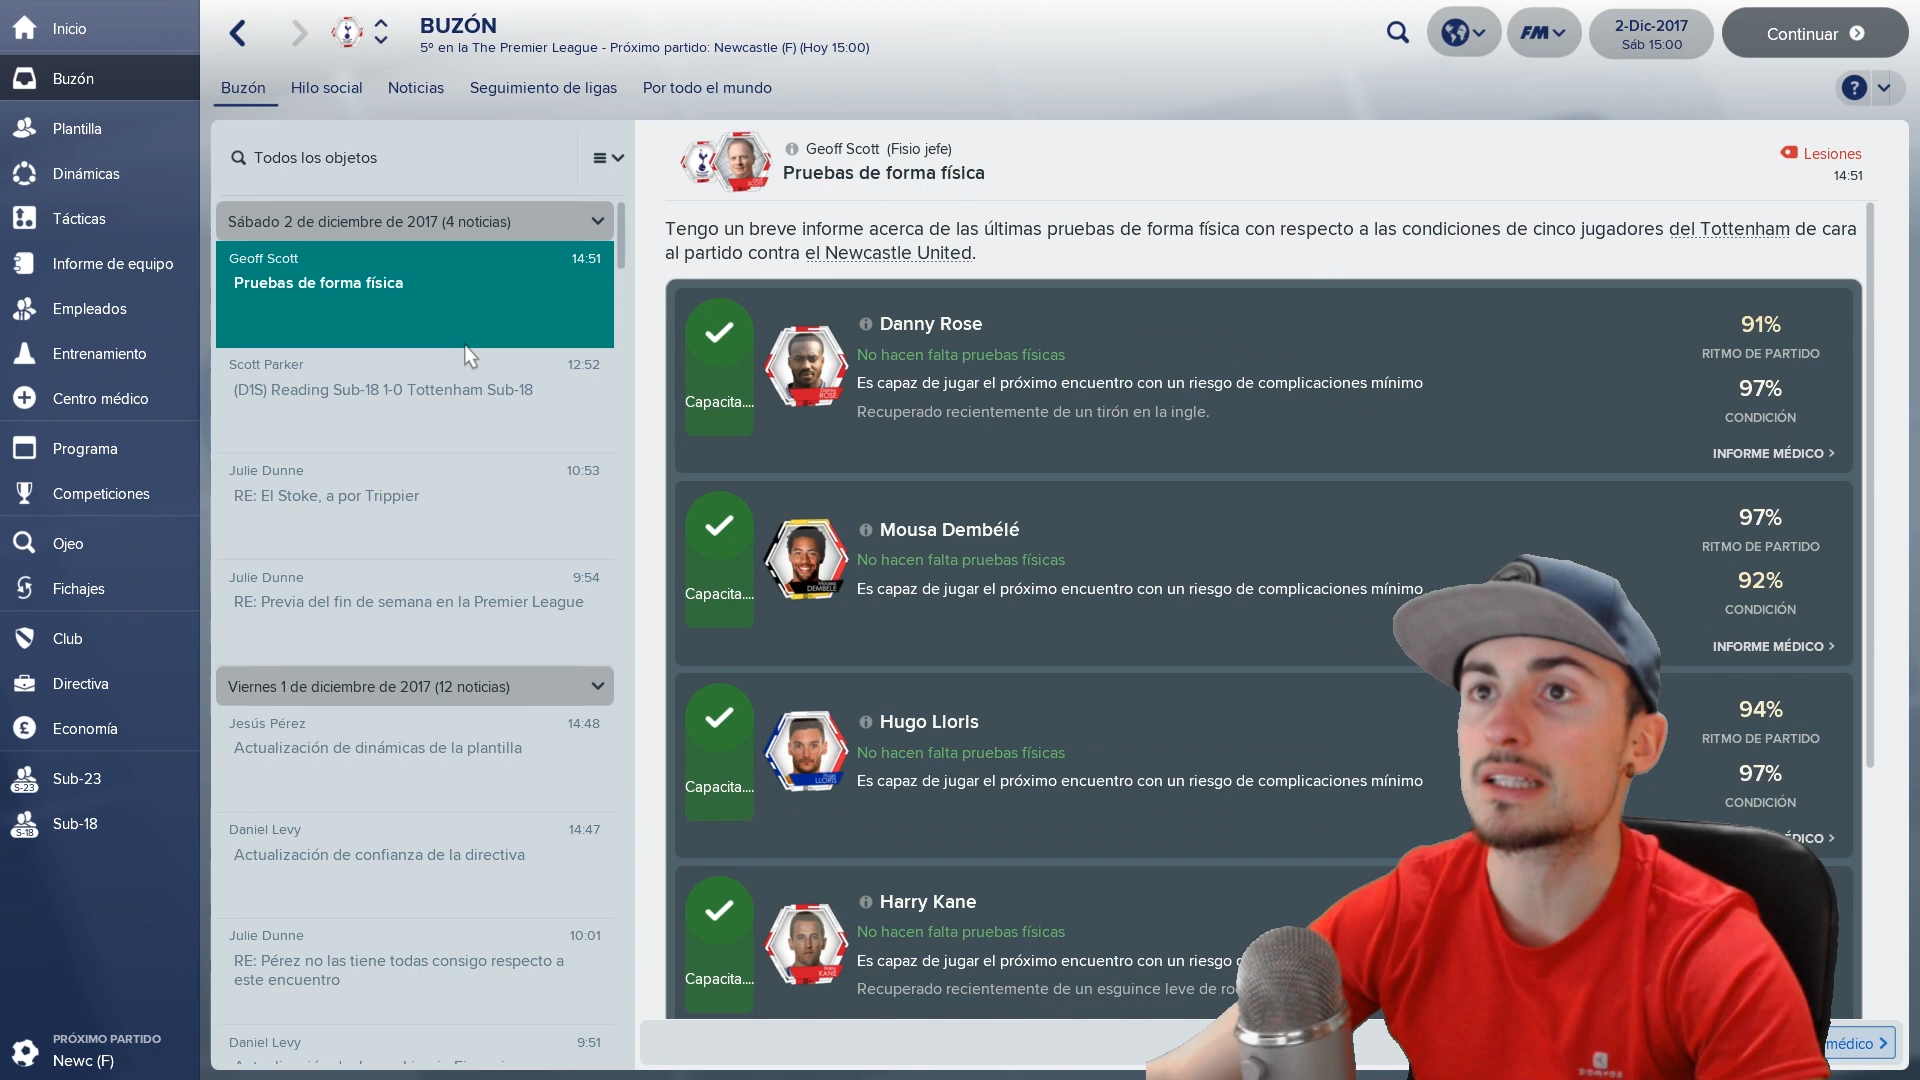 Inicio
Buzón
Plantilla
Dinámicas
Tácticas
Informe de equipo
Empleados
Entrenamiento
Centro médico
Programa
Competiciones
Ojeo
Fichajes
Club
Directiva
Economía
S-23
Sub-23
S-18
Sub-18
PRÓXIMO PARTIDO
Newc (F)
BUZÓN
5º en la The Premier League - Próximo partido: Newcastle (F) (Hoy 15:00)
FM
2-Dic-2017
Sáb 15:00
Continuar
Buzón
Hilo social
Noticias
Seguimiento de ligas
Por todo el mundo
?
Todos los objetos
Sábado 2 de diciembre de 2017 (4 noticias)
Geoff Scott 14:51
Pruebas de forma física
Scott Parker 12:52
(D1S) Reading Sub-18 1-0 Tottenham Sub-18
Julie Dunne 10:53
RE: El Stoke, a por Trippier
Julie Dunne 9:54
RE: Previa del fin de semana en la Premier League
Viernes 1 de diciembre de 2017 (12 noticias)
Jesús Pérez 14:48
Actualización de dinámicas de la plantilla
Daniel Levy 14:47
Actualización de confianza de la directiva
Julie Dunne 10:01
RE: Pérez no las tiene todas consigo respecto a
este encuentro
Daniel Levy 9:51
Geoff Scott (Fisio jefe)
Pruebas de forma física
Lesiones
14:51
Tengo un breve informe acerca de las últimas pruebas de forma física con respecto a las condiciones de cinco jugadores del Tottenham de cara
al partido contra el Newcastle United.
Capacita....
Danny Rose
No hacen falta pruebas físicas
Es capaz de jugar el próximo encuentro con un riesgo de complicaciones mínimo
Recuperado recientemente de un tirón en la ingle.
91%
RITMO DE PARTIDO
97%
CONDICIÓN
INFORME MÉDICO >
Capacita....
DEMBÉLÉ
Mousa Dembélé
No hacen falta pruebas físicas
Es capaz de jugar el próximo encuentro con un riesgo de complicaciones mínimo
97%
RITMO DE PARTIDO
92%
CONDICIÓN
INFORME MÉDICO >
Capacita....
LLORIS
Hugo Lloris
No hacen falta pruebas físicas
Es capaz de jugar el próximo encuentro con un riesgo de complicaciones mínimo
94%
RITMO DE PARTIDO
97%
CONDICIÓN
ÉDICO >
Capacita....
KANE
Harry Kane
No hacen falta pruebas físicas
Es capaz de jugar el próximo encuentro con un riesgo
Recuperado recientemente de un esguince leve de
médico >